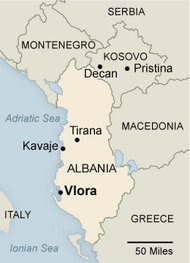 SERBIA
MONTENEGRO
KOSOVO
Decan
Pristina
Adriatic Sea
Tirana
MACEDONIA
Kavaje
ALBANIA
Vlora
ITALY
GREECE
Ionian Sea
50 Miles